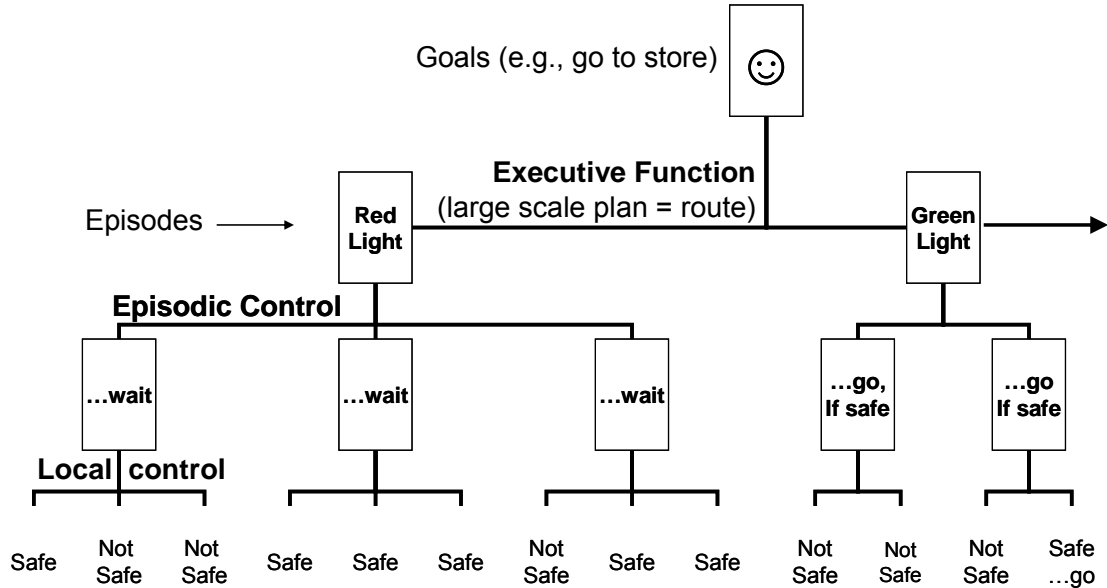 Goals (e.g., go to store)
Executive Function
(large scale plan = route)
Episodes
Red
Light
Green
Light
Episodic Control
...wait
...wait
...wait
...go,
If safe
...go
If safe
Local control
Safe
Not
Safe
Not
Safe
Safe
Safe
Safe
Not
Safe
Safe
Safe
Not
Safe
Not
Safe
Not
Safe
Safe
...go